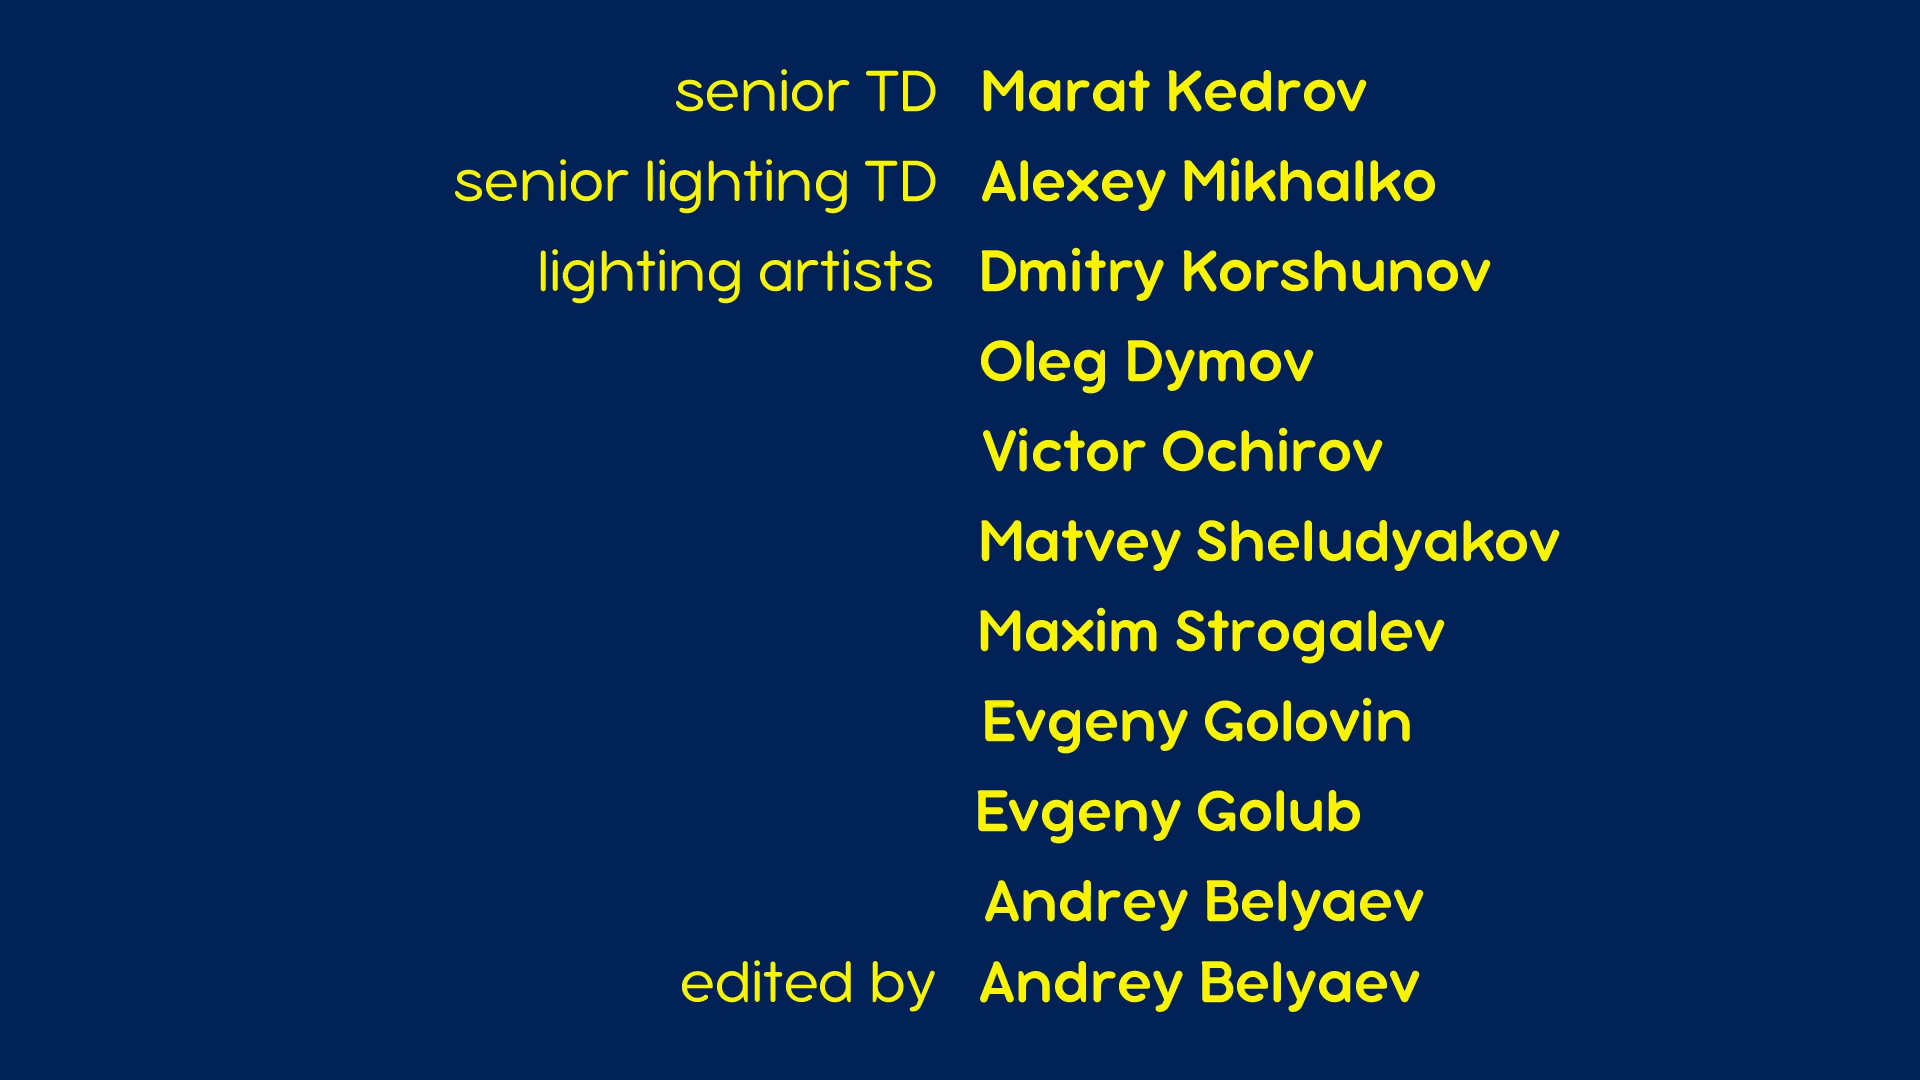 senior TD Marat Kedrov
senior lighting TD Alexey Mikhalko
lighting artists Dmitry Korshunov
Oleg Dymov
Victor Ochirov
Matvey Sheludyakov
Maxim Strogalev
Evgeny Golovin
Evgeny Golub
Andrey Belyaev
edited by Andrey Belyaev